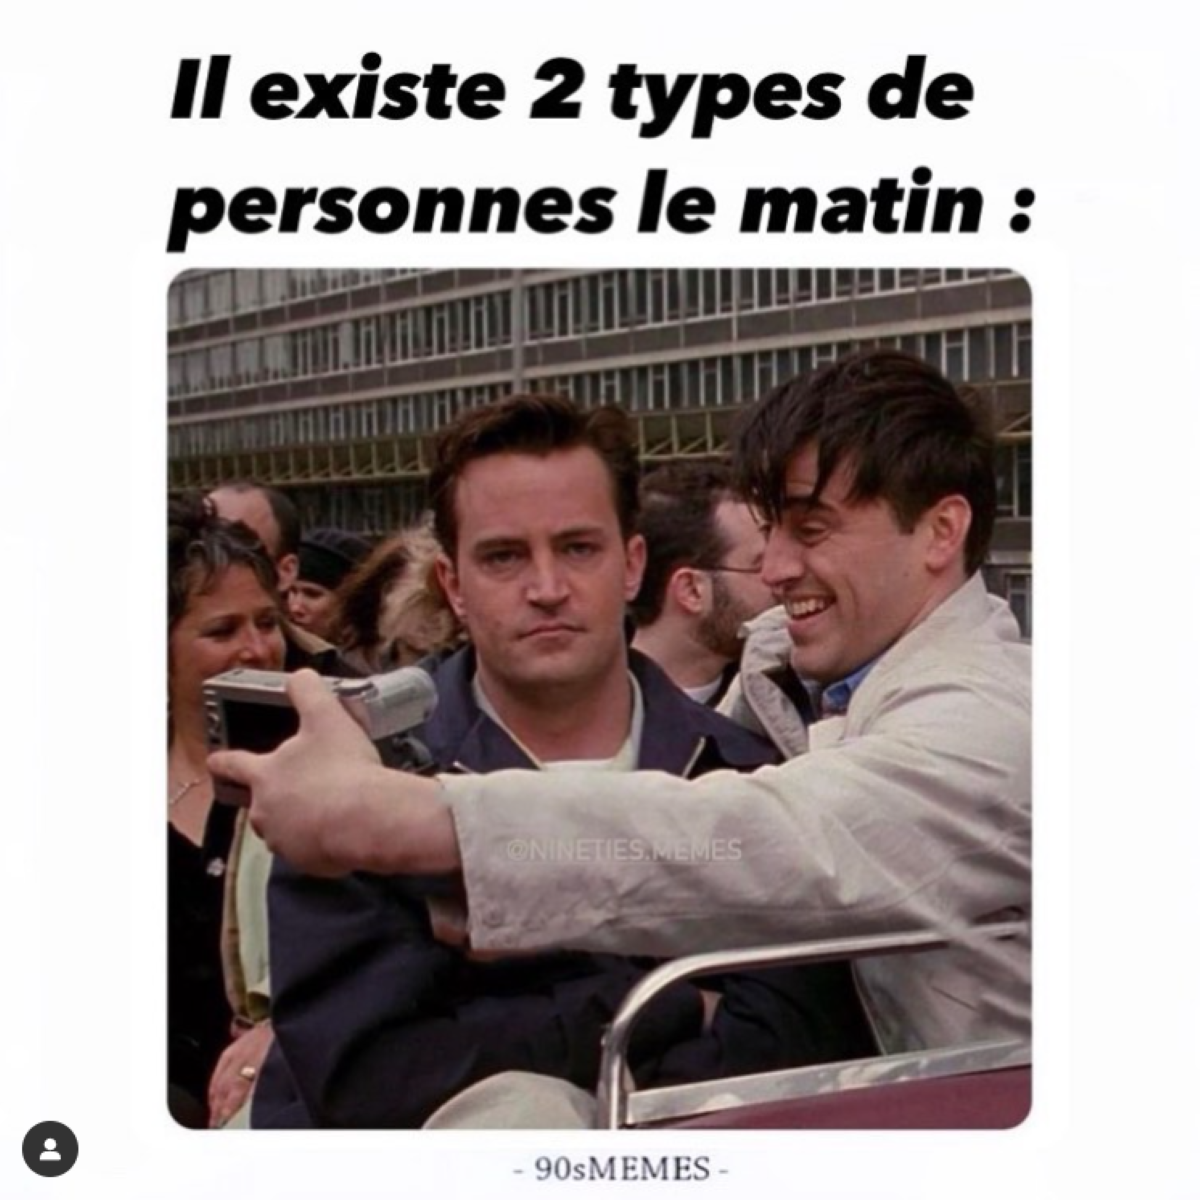 Il existe 2 types de
personnes le matin :
@NINETIES.MEMES
- 90sMEMES -